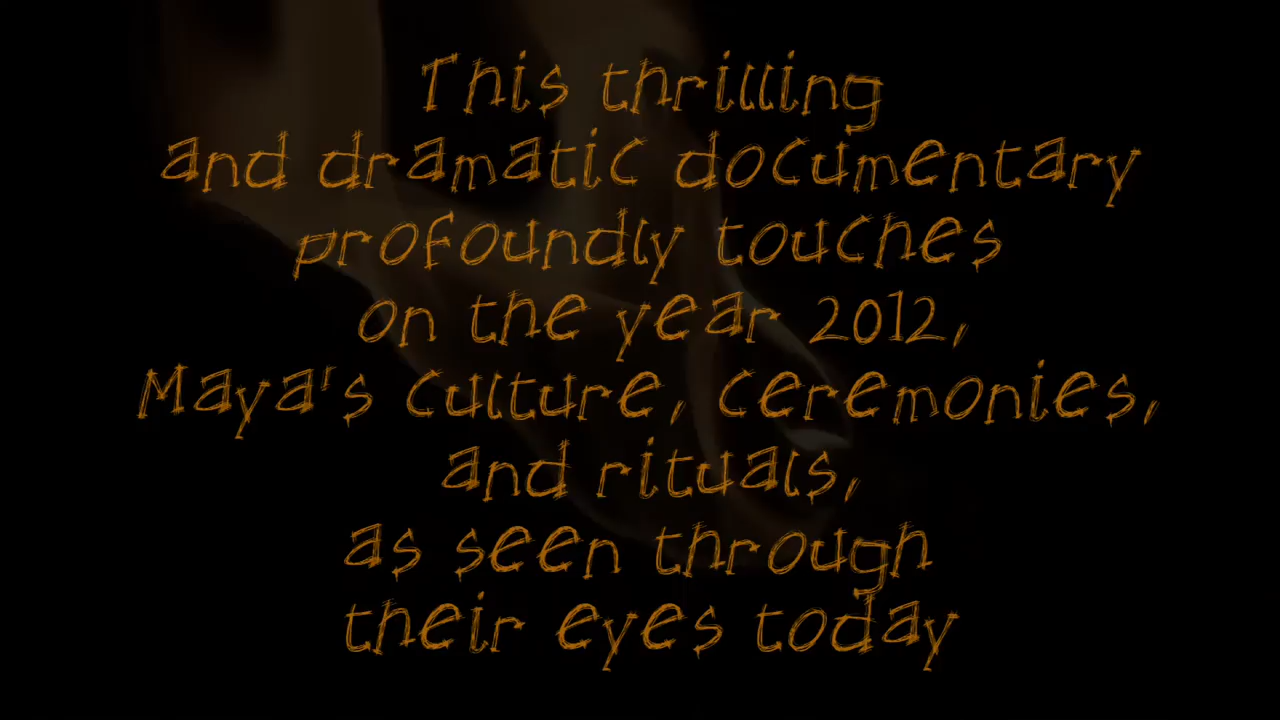 This thrilling
and dramatic documentary
profoundly touches
on the year 2012,
Maya's culture, ceremonies,
and rituals,
as seen through
their eyes today